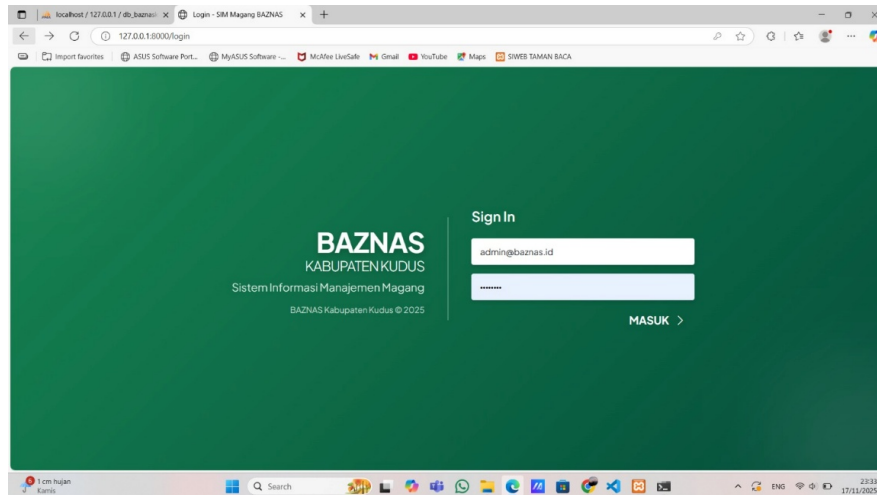 localhost / 127.0.0.1 / db_baznas
Login - SIM Magang BAZNAS
127.0.0.1:8000/login
Import favorites
ASUS Software Port...
MyASUS Software -...
McAfee LiveSafe
Gmail
YouTube
Maps
SIWEB TAMAN BACA
BAZNAS
KABUPATEN KUDUS
Sistem Informasi Manajemen Magang
BAZNAS Kabupaten Kudus © 2025
Sign In
admin@baznas.id
MASUK
1 cm hujan
Kamis
Search
ENG
23:33
17/11/2025